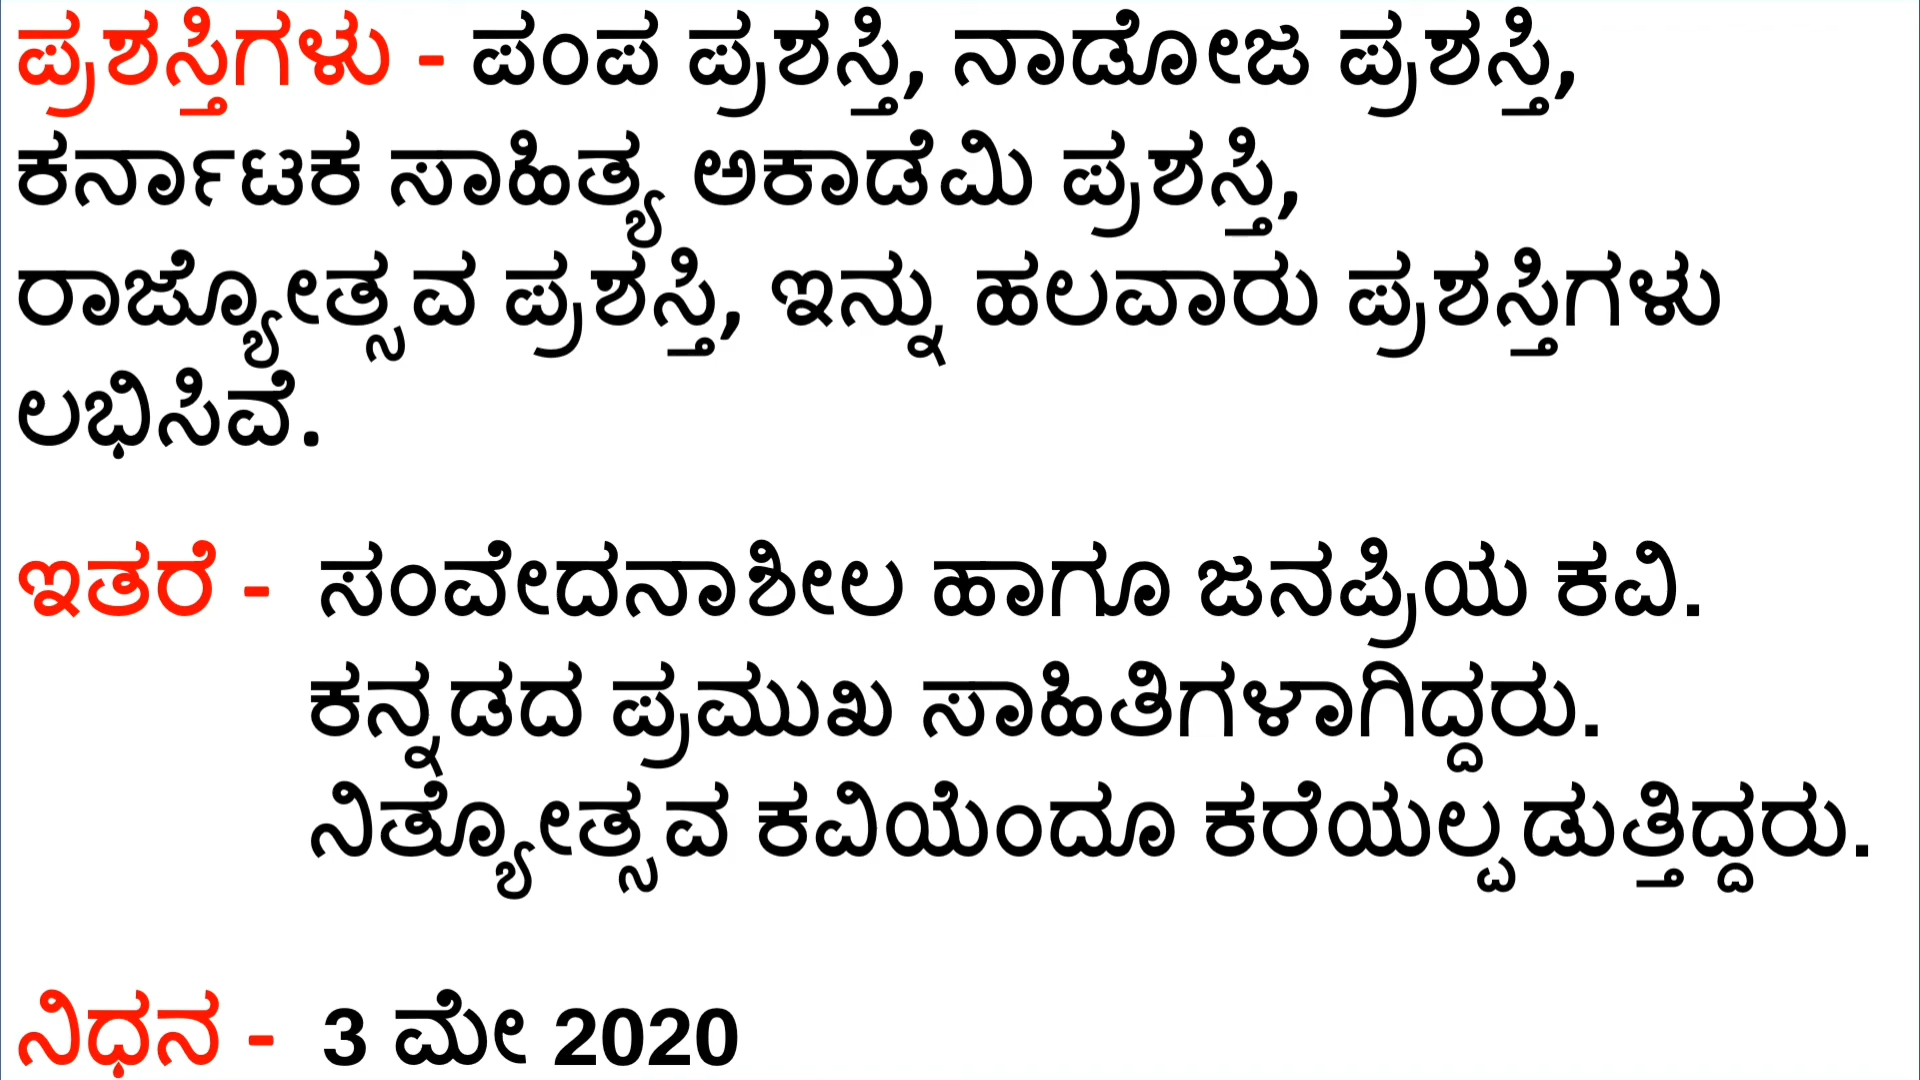 ಪ್ರಶಸ್ತಿಗಳು - ಪಂಪ ಪ್ರಶಸ್ತಿ, ನಾಡೋಜ ಪ್ರಶಸ್ತಿ,
ಕರ್ನಾಟಕ ಸಾಹಿತ್ಯ ಅಕಾಡೆಮಿ ಪ್ರಶಸ್ತಿ,
ರಾಜ್ಯೋತ್ಸವ ಪ್ರಶಸ್ತಿ, ಇನ್ನು ಹಲವಾರು ಪ್ರಶಸ್ತಿಗಳು
ಲಭಿಸಿವೆ.
ಇತರೆ - ಸಂವೇದನಾಶೀಲ ಹಾಗೂ ಜನಪ್ರಿಯ ಕವಿ.
ಕನ್ನಡದ ಪ್ರಮುಖ ಸಾಹಿತಿಗಳಾಗಿದ್ದರು.
ನಿತ್ಯೋತ್ಸವ ಕವಿಯೆಂದೂ ಕರೆಯಲ್ಪಡುತ್ತಿದ್ದರು.
ನಿಧನ - 3 ಮೇ 2020